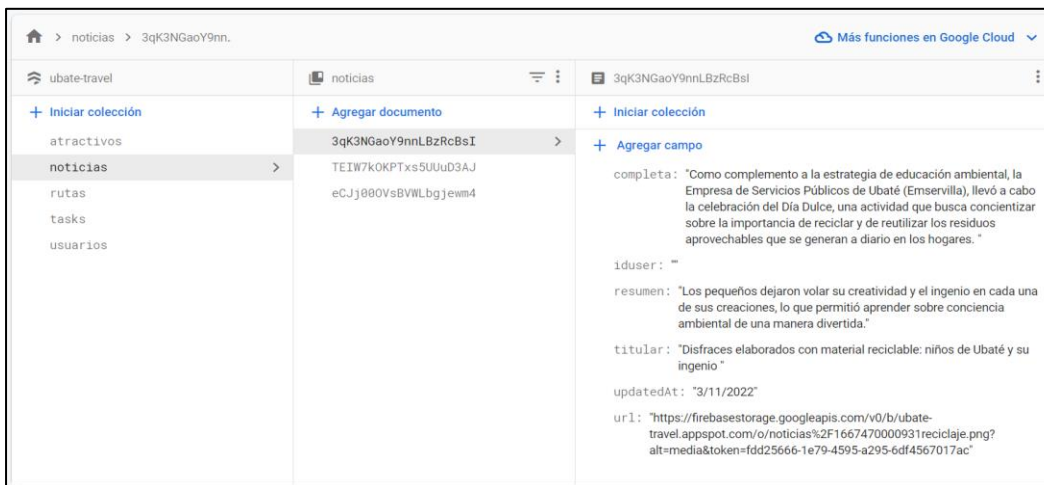 > noticias > 3qK3NGaoY9nn.
Más funciones en Google Cloud
ubate-travel
noticias
3qK3NGaoY9nnLBzRcBsI
+ Iniciar colección
+ Agregar documento
+ Iniciar colección
atractivos
noticias >
rutas
tasks
usuarios
3qK3NGaoY9nnLBzRcBsI >
TEIW7kOKPTxs5UUuD3AJ
eCJj00OVsBVWLbgjewm4
+ Agregar campo
completa: "Como complemento a la estrategia de educación ambiental, la
Empresa de Servicios Públicos de Ubaté (Emservilla), llevó a cabo
la celebración del Día Dulce, una actividad que busca concientizar
sobre la importancia de reciclar y de reutilizar los residuos
aprovechables que se generan a diario en los hogares. "
iduser: ""
resumen: "Los pequeños dejaron volar su creatividad y el ingenio en cada una
de sus creaciones, lo que permitió aprender sobre conciencia
ambiental de una manera divertida."
titular: "Disfraces elaborados con material reciclable: niños de Ubaté y su
ingenio "
updatedAt: "3/11/2022"
url: "https://firebasestorage.googleapis.com/v0/b/ubate-
travel.appspot.com/o/noticias%2F1667470000931reciclaje.png?
alt=media&token=fdd25666-1e79-4595-a295-6df4567017ac"